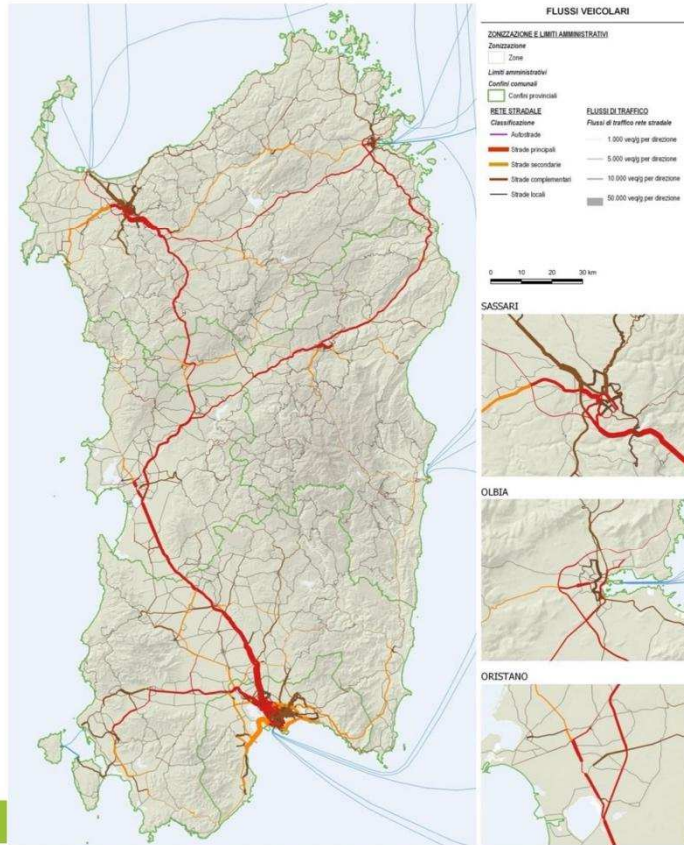 FLUSSI VEICOLARI
ZONIZZAZIONE E LIMITI AMMINISTRATIVI
Zonizzazione
Zone
Limiti amministrativi
Confini comunali
Confini provinciali
RETE STRADALE
Classificazione
Autostrade
Strade principali
Strade secondarie
Strade complementari
Strade locali
FLUSSI DI TRAFFICO
Flussi di traffico rete stradale
1.000 veq/g per direzione
5.000 veq/g per direzione
10.000 veq/g per direzione
50.000 veq/g per direzione
0 10 20 30 km
SASSARI
OLBIA
ORISTANO